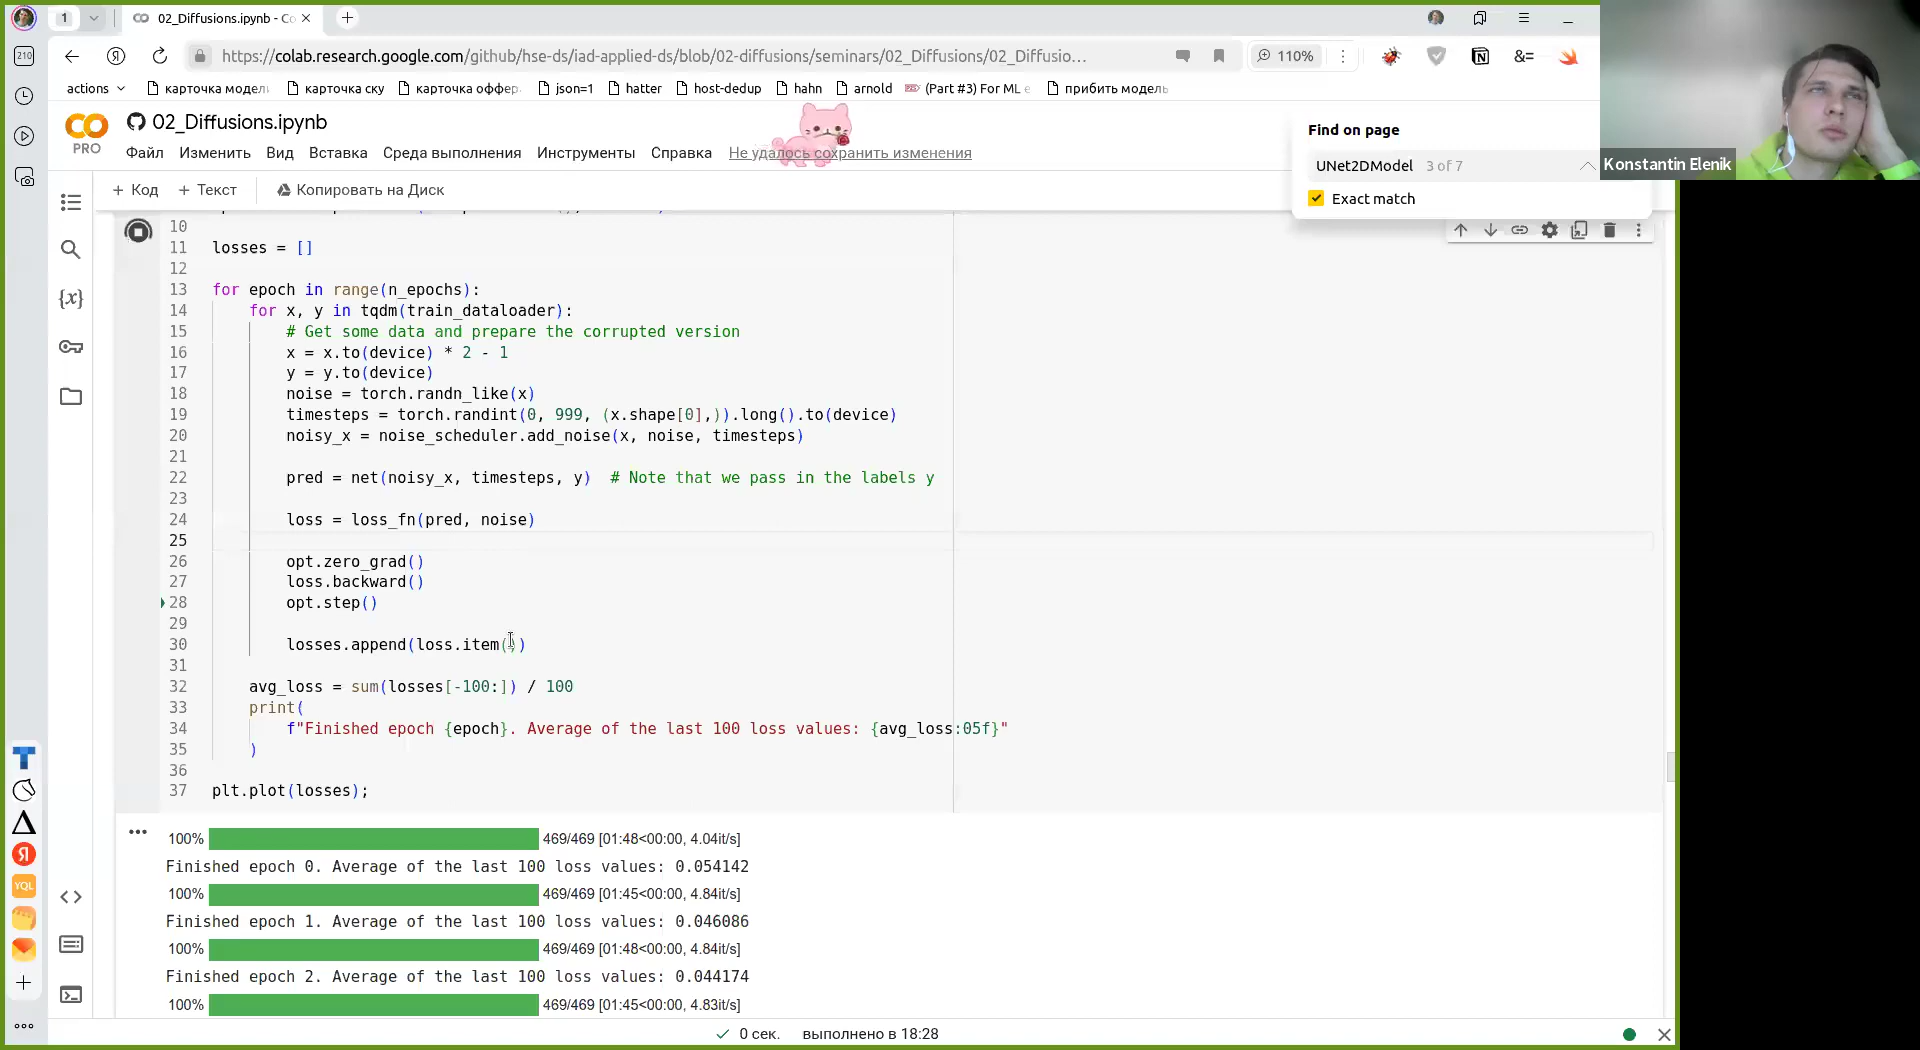 1
02_Diffusions.ipynb - Co
210
https://colab.research.google.com/github/hse-ds/iad-applied-ds/blob/02-diffusions/seminars/02_Diffusions/02_Diffusio...
110%
actions
карточка модели
карточка ску
карточка оффер
json=1
hatter
host-dedup
hahn
arnold
(Part #3) For ML e
прибить модель
CO
PRO
02_Diffusions.ipynb
Файл Изменить Вид Вставка Среда выполнения Инструменты Справка Не удалось сохранить изменения
Find on page
UNet2DModel 3 of 7
Exact match
Konstantin Elenik
+ Код + Текст Копировать на Диск
10
11 losses = []
12
13 for epoch in range(n_epochs):
14 for x, y in tqdm(train_dataloader):
15 # Get some data and prepare the corrupted version
16 x = x.to(device) * 2 - 1
17 y = y.to(device)
18 noise = torch.randn_like(x)
19 timesteps = torch.randint(0, 999, (x.shape[0],)).long().to(device)
20 noisy_x = noise_scheduler.add_noise(x, noise, timesteps)
21
22 pred = net(noisy_x, timesteps, y)  # Note that we pass in the labels y
23
24 loss = loss_fn(pred, noise)
25
26 opt.zero_grad()
27 loss.backward()
28 opt.step()
29
30 losses.append(loss.item())
31
32 avg_loss = sum(losses[-100:]) / 100
33 print(
34 f"Finished epoch {epoch}. Average of the last 100 loss values: {avg_loss:05f}"
35 )
36
37 plt.plot(losses);
100% 469/469 [01:48<00:00, 4.04it/s]
Finished epoch 0. Average of the last 100 loss values: 0.054142
100% 469/469 [01:45<00:00, 4.84it/s]
Finished epoch 1. Average of the last 100 loss values: 0.046086
100% 469/469 [01:48<00:00, 4.84it/s]
Finished epoch 2. Average of the last 100 loss values: 0.044174
100% 469/469 [01:45<00:00, 4.83it/s]
YQL
0 сек. выполнено в 18:28